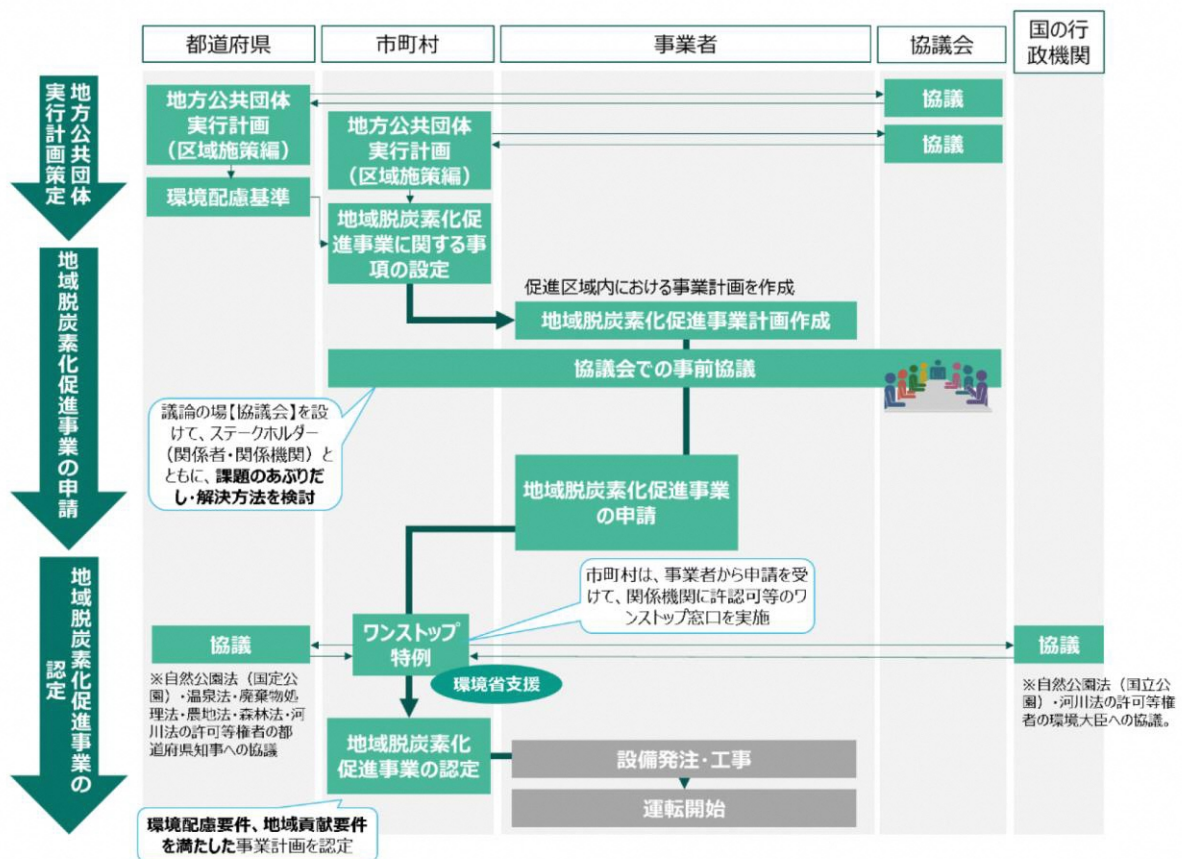 都道府県
市町村
事業者
協議会
国の行
政機関
地方公共団体
実行計画策定
地方公共団体
実行計画
（区域施策編）
協議
地方公共団体
実行計画
（区域施策編）
協議
環境配慮基準
地域脱炭素化促
進事業に関する事
項の設定
地域脱炭素化促進事業の申請
促進区域内における事業計画を作成
地域脱炭素化促進事業計画作成
協議会での事前協議
議論の場【協議会】を設
けて、ステークホルダー
（関係者・関係機関）と
ともに、課題のあぶりだ
し・解決方法を検討
地域脱炭素化促進事業
の申請
地域脱炭素化促進事業の
認定
市町村は、事業者から申請を受
けて、関係機関に許認可等のワ
ンストップ窓口を実施
協議
ワンストップ
特例
協議
環境省支援
※自然公園法（国定公
園）・温泉法・廃棄物処
理法・農地法・森林法・河
川法の許可等権者の都
道府県知事への協議
※自然公園法（国立公
園）・河川法の許可等権
者の環境大臣への協議。
地域脱炭素化
促進事業の認定
設備発注・工事
運転開始
環境配慮要件、地域貢献要件
を満たした事業計画を認定